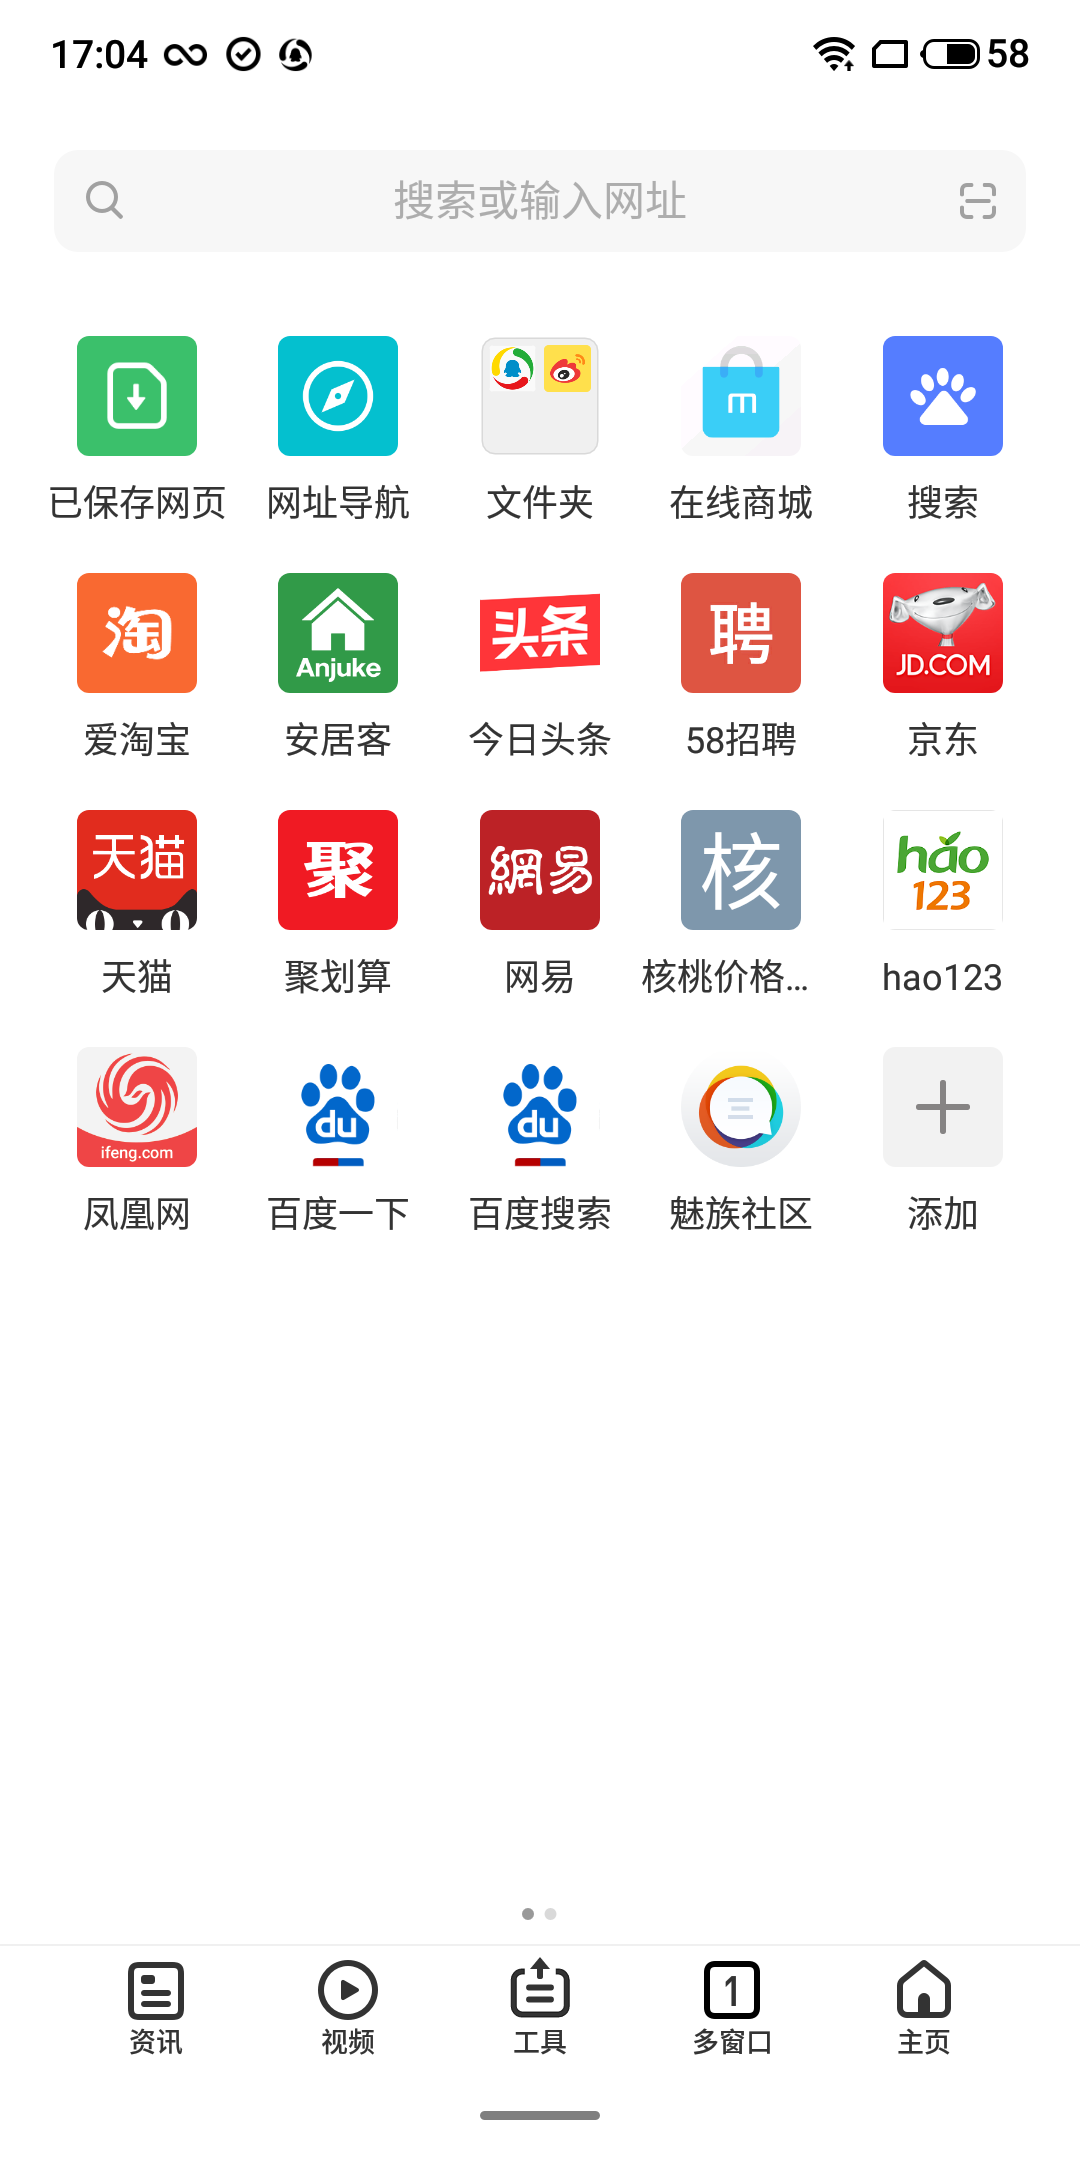 17:04 58
搜索或输入网址
m
已保存网页 网址导航 文件夹 在线商城 搜索
淘 Anjuke 头条 聘 JD.COM
爱淘宝 安居客 今日头条 58招聘 京东
天猫 聚 網易 核 hao 123
天猫 聚划算 网易 核桃价格... hao123
ifeng.com du du
凤凰网 百度一下 百度搜索 魅族社区 添加
1
资讯 视频 工具 多窗口 主页